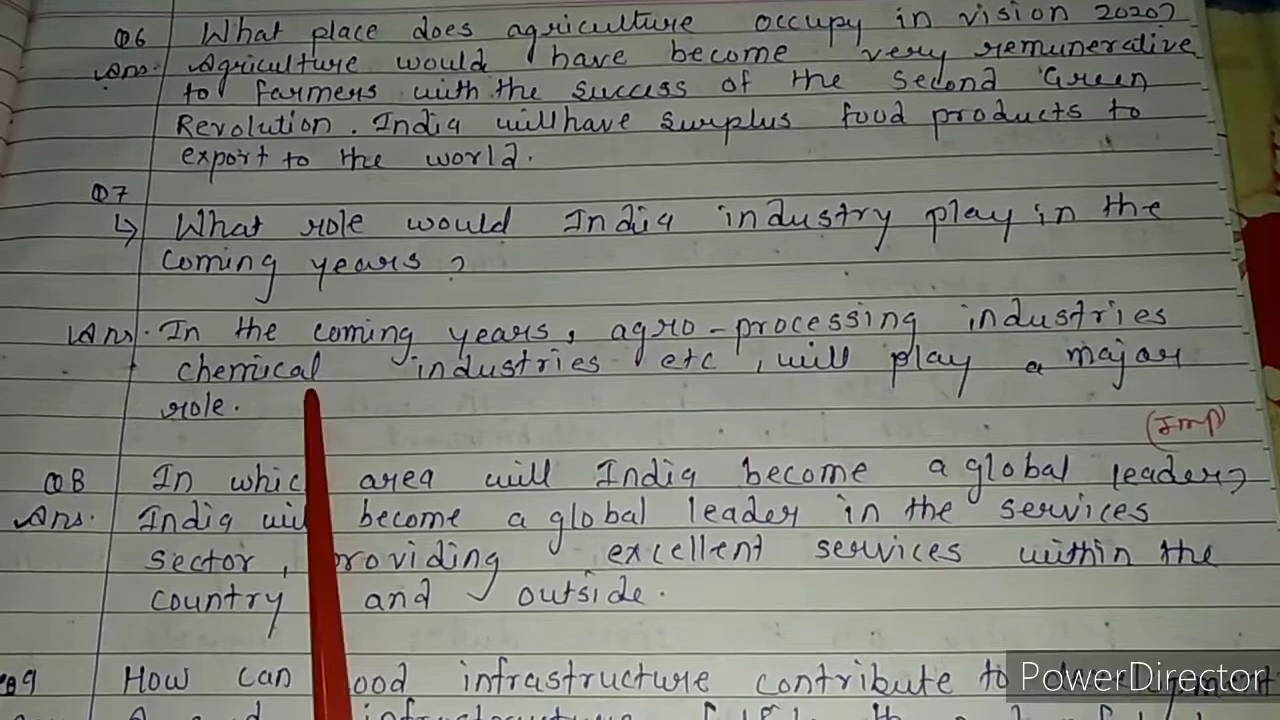 Q6 What place does agriculture occupy in vision 2020?
Ans. Agriculture would have become very remunerative
to farmers with the success of the second Green
Revolution. India will have surplus food products to
export to the world.
Q7
↳ What role would India industry play in the
coming years?
Ans. In the coming years, agro-processing industries
chemical industries etc, will play a major
role.
(Imp)
Q8 In whic area will India become a global leader?
Ans. India wi become a global leader in the services
sector, providing excellent services within the
country and outside.
Q9 How can ood infrastructure contribute to
PowerDirector